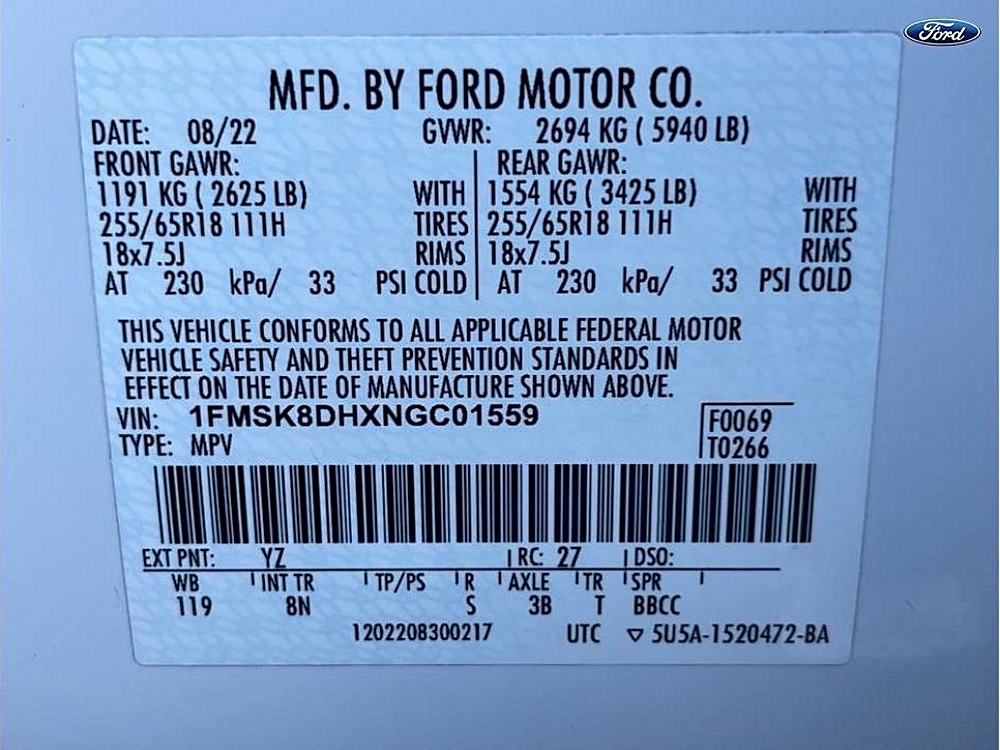 Ford
MFD. BY FORD MOTOR CO.
DATE: 08/22 GVWR: 2694 KG ( 5940 LB)
FRONT GAWR: REAR GAWR:
1191 KG ( 2625 LB) WITH 1554 KG ( 3425 LB) WITH
255/65R18 111H TIRES 255/65R18 111H TIRES
18x7.5J RIMS 18x7.5J RIMS
AT 230 kPa/ 33 PSI COLD AT 230 kPa/ 33 PSI COLD
THIS VEHICLE CONFORMS TO ALL APPLICABLE FEDERAL MOTOR
VEHICLE SAFETY AND THEFT PREVENTION STANDARDS IN
EFFECT ON THE DATE OF MANUFACTURE SHOWN ABOVE.
VIN: 1FMSK8DHXNGC01559 F0069
TYPE: MPV T0266
EXT PNT: YZ RC: 27 DSO:
WB INT TR TP/PS R AXLE TR SPR
119 8N S 3B T BBCC
1202208300217 UTC ▽ 5U5A-1520472-BA